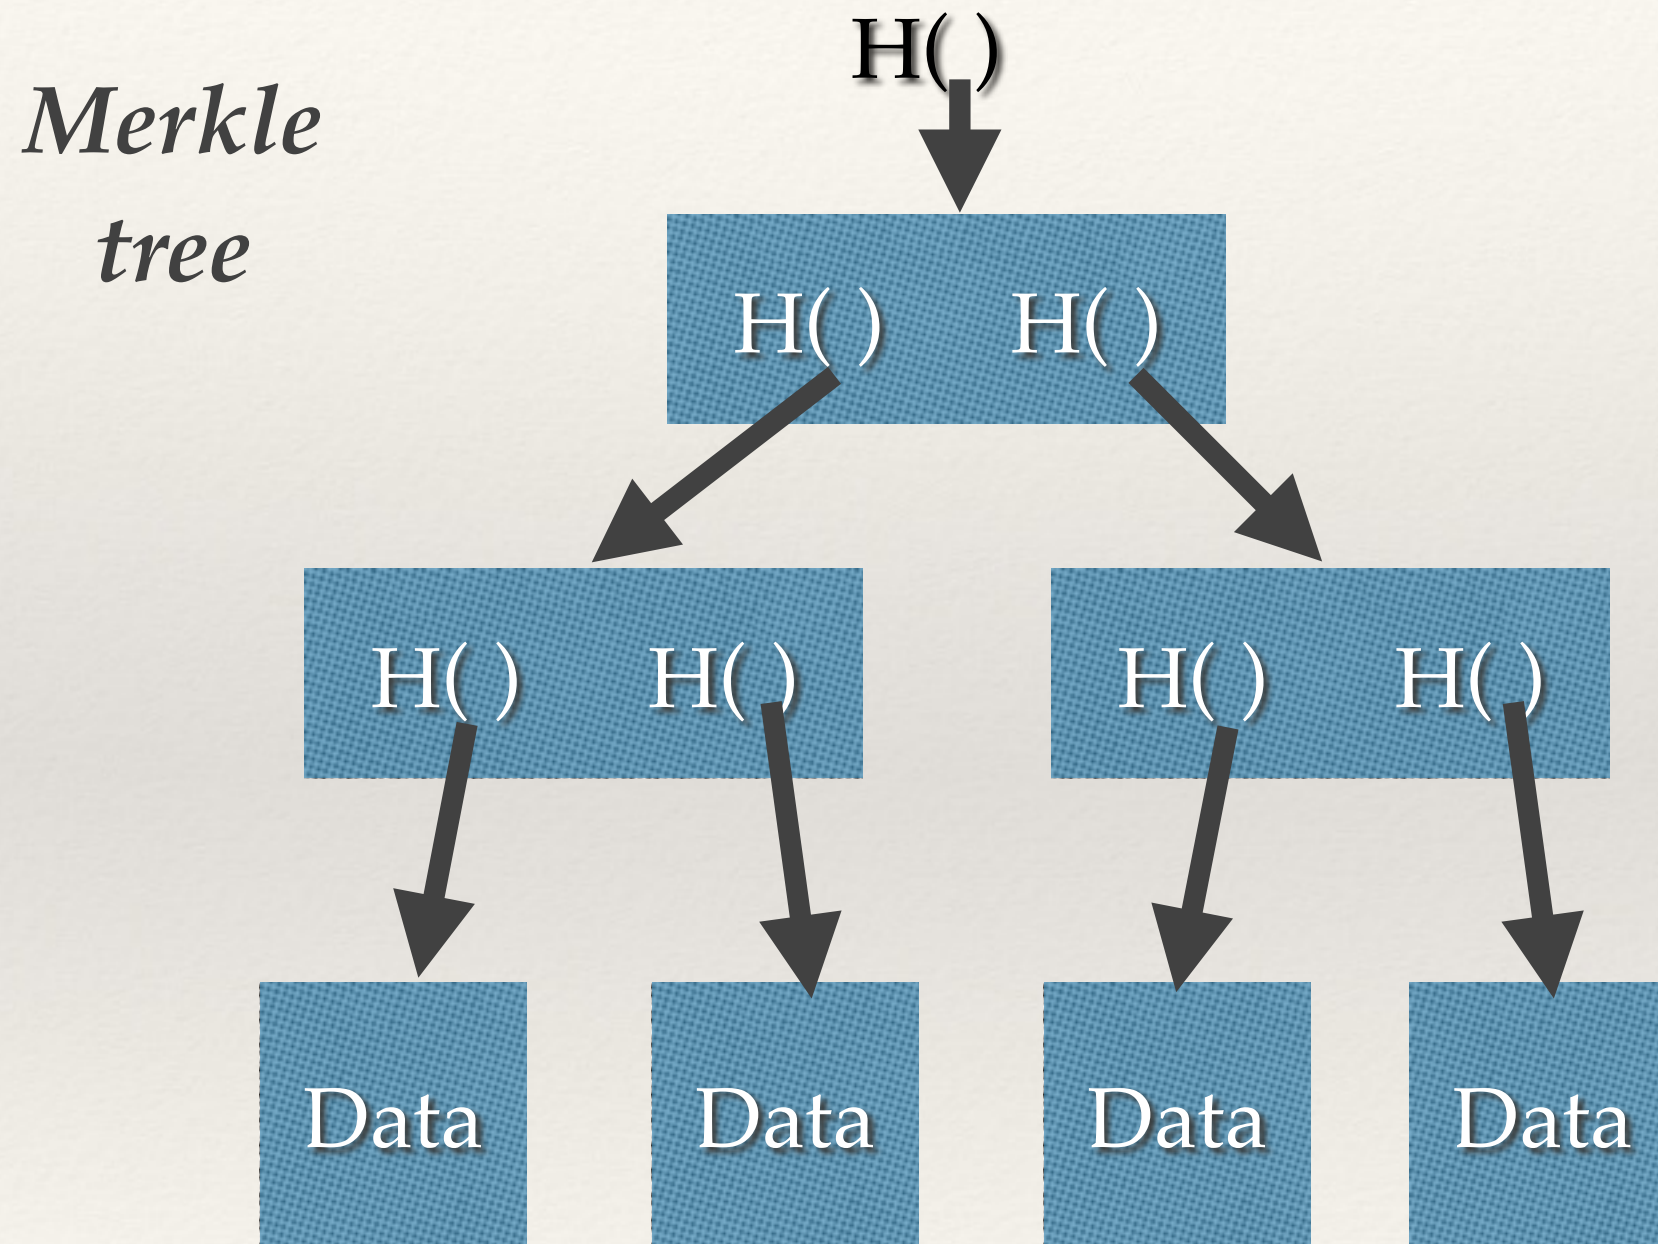 H( )
Merkle
tree
H( ) H( )
H( ) H( ) H( ) H( )
Data Data Data Data